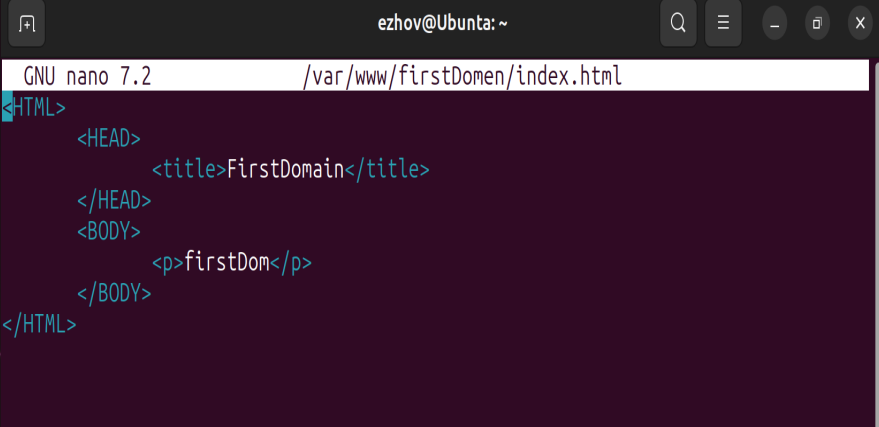 ezhov@Ubunta: ~
GNU nano 7.2 /var/www/firstDomen/index.html
<HTML>
<HEAD>
<title>FirstDomain</title>
</HEAD>
<BODY>
<p>firstDom</p>
</BODY>
</HTML>